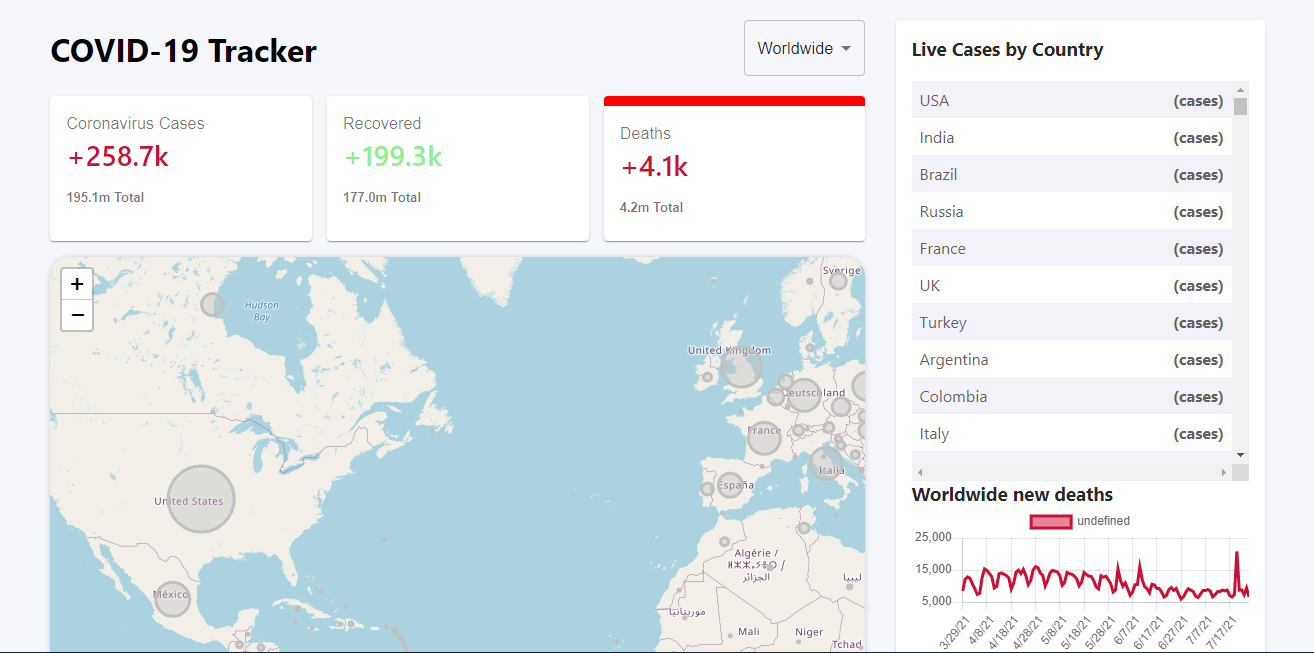 COVID-19 Tracker
Worldwide
Coronavirus Cases
+258.7k
195.1m Total
Recovered
+199.3k
177.0m Total
Deaths
+4.1k
4.2m Total
+
−
Hudson
Bay
Sverige
United Kingdom
Deutschland
France
Italia
España
United States
México
Algérie /
ⵍⵣⵣⴰⵢⴻⵔ /
الجزائر
ليبيا
موريتانيا
Mali
Niger
Tchad
Live Cases by Country
USA (cases)
India (cases)
Brazil (cases)
Russia (cases)
France (cases)
UK (cases)
Turkey (cases)
Argentina (cases)
Colombia (cases)
Italy (cases)
Worldwide new deaths
undefined
25,000
15,000
5,000
3/29/21
4/8/21
4/18/21
4/28/21
5/8/21
5/18/21
5/28/21
6/7/21
6/17/21
6/27/21
7/7/21
7/17/21